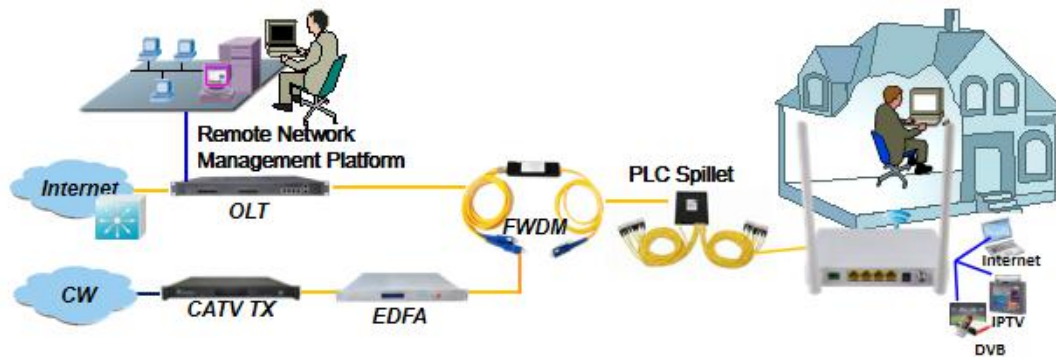 Remote Network
Management Platform
Internet
OLT
FWDM
PLC Spillet
CW
CATV TX
EDFA
Internet
IPTV
DVB